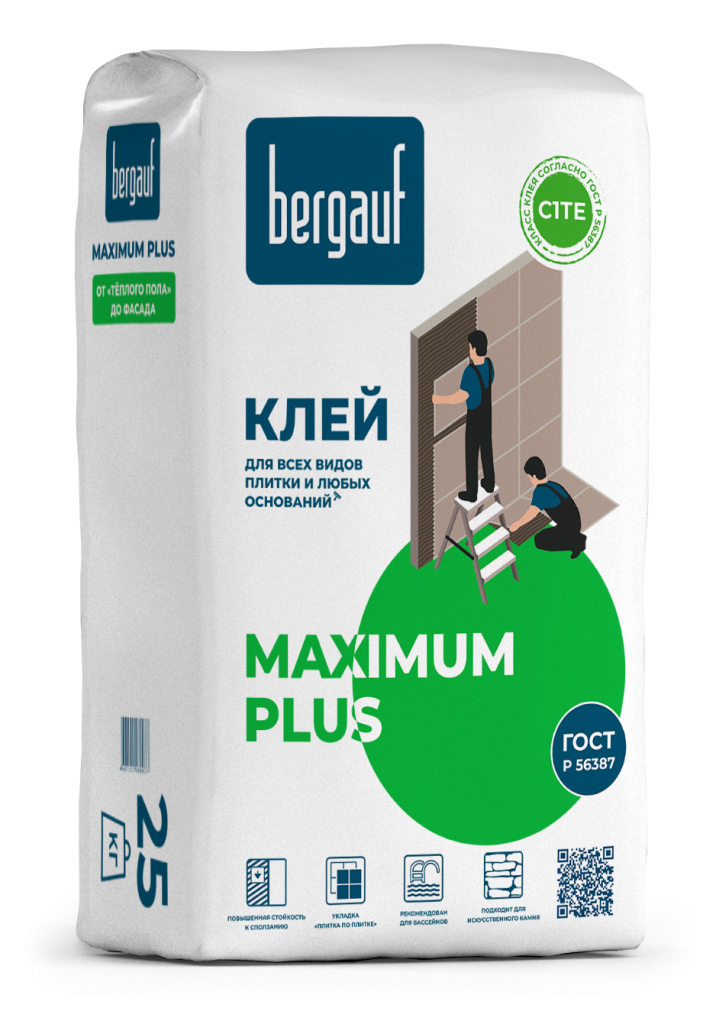 bergauf
MAXIMUM PLUS
ОТ «ТЁПЛОГО ПОЛА»
ДО ФАСАДА
25
КГ
bergauf
КЛАСС КЛЕЯ СОГЛАСНО ГОСТ Р 56387
C1TE
КЛЕЙ
ДЛЯ ВСЕХ ВИДОВ
ПЛИТКИ И ЛЮБЫХ
ОСНОВАНИЙ
MAXIMUM
PLUS
ГОСТ
Р 56387
ПОВЫШЕННАЯ СТОЙКОСТЬ
К СПОЛЗАНИЮ
УКЛАДКА
«ПЛИТКА ПО ПЛИТКЕ»
РЕКОМЕНДОВАН
ДЛЯ БАССЕЙНОВ
ПОДХОДИТ ДЛЯ
ИСКУССТВЕННОГО КАМНЯ